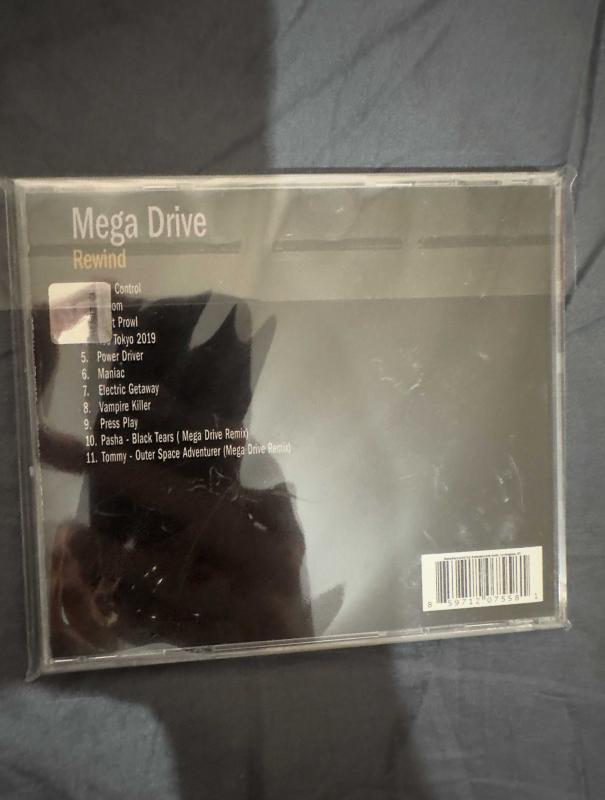 Mega Drive
Rewind
Control
t Prowl
Tokyo 2019
5. Power Driver
6. Maniac
7. Electric Getaway
8. Vampire Killer
9. Press Play
10. Pasha - Black Tears ( Mega Drive Remix)
11. Tommy - Outer Space Adventurer (Mega Drive Remix)
8 59712 07558 1